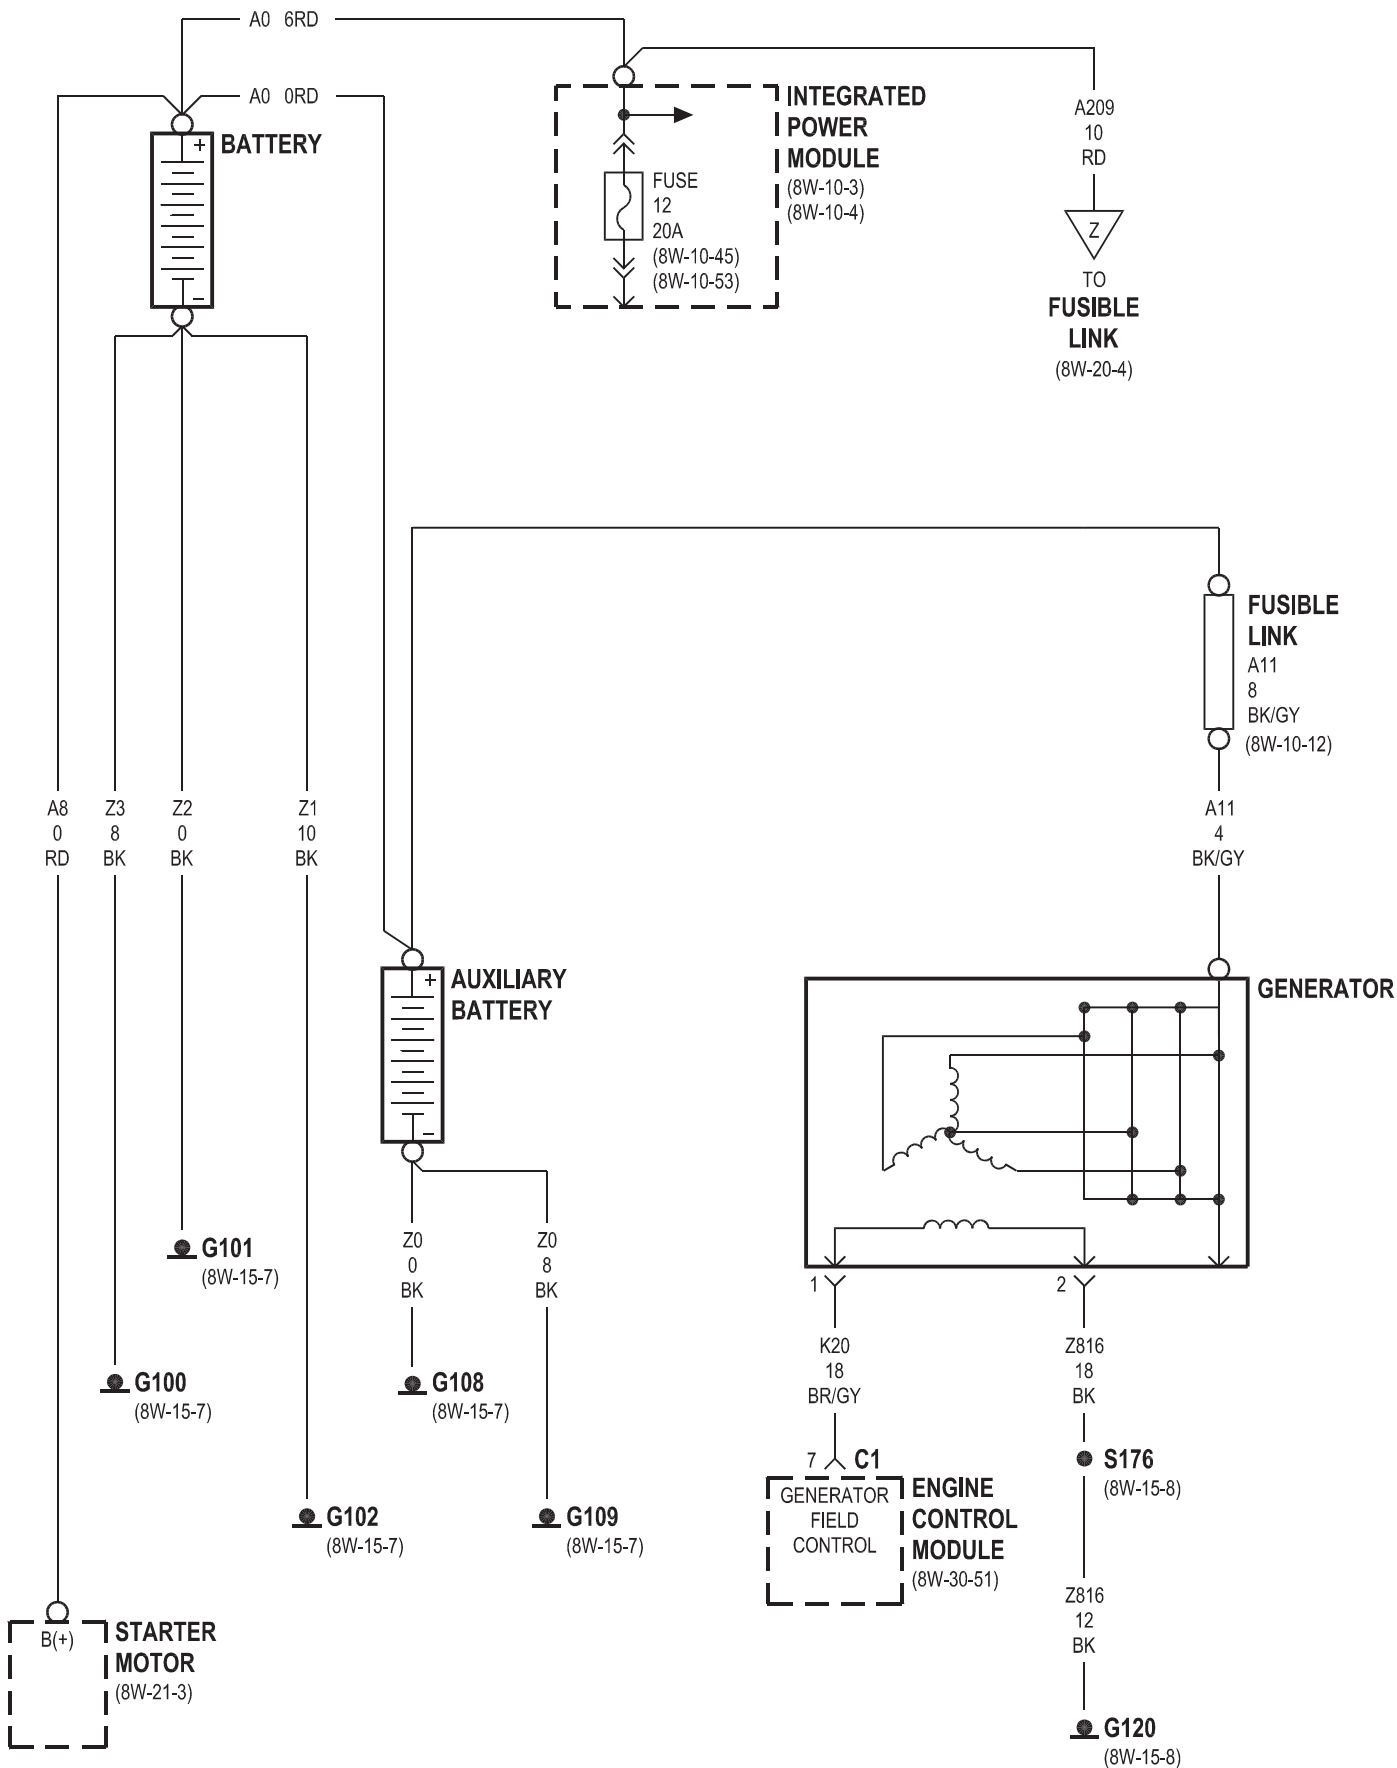 A0 6RD
A0 0RD
BATTERY
+
–
INTEGRATED
POWER
MODULE
(8W-10-3)
(8W-10-4)
FUSE
12
20A
(8W-10-45)
(8W-10-53)
A209
10
RD
Z
TO
FUSIBLE
LINK
(8W-20-4)
FUSIBLE
LINK
A11
8
BK/GY
(8W-10-12)
A8
0
RD
Z3
8
BK
Z2
0
BK
Z1
10
BK
A11
4
BK/GY
AUXILIARY
BATTERY
+
–
GENERATOR
G101
(8W-15-7)
Z0
0
BK
Z0
8
BK
1
2
K20
18
BR/GY
Z816
18
BK
G100
(8W-15-7)
G108
(8W-15-7)
7
C1
S176
(8W-15-8)
G102
(8W-15-7)
G109
(8W-15-7)
GENERATOR
FIELD
CONTROL
ENGINE
CONTROL
MODULE
(8W-30-51)
Z816
12
BK
B(+)
STARTER
MOTOR
(8W-21-3)
G120
(8W-15-8)